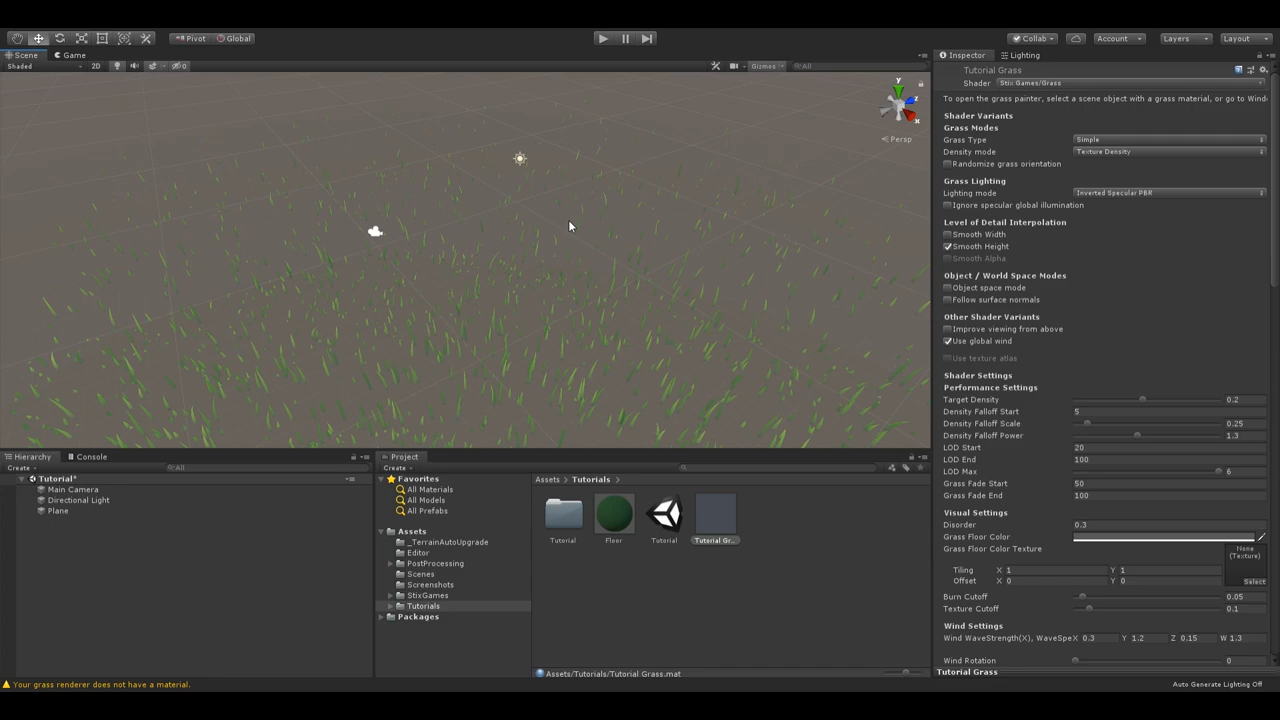 Pivot Global Collab Account Layers Layout
Scene Game Inspector Lighting
Shaded 2D 0 Gizmos All
Tutorial Grass
Shader Stix Games/Grass
To open the grass painter, select a scene object with a grass material, or go to Wind
y
x
Persp
Shader Variants
Grass Modes
Grass Type Simple
Density mode Texture Density
Randomize grass orientation
Grass Lighting
Lighting mode Inverted Specular PBR
Ignore specular global illumination
Level of Detail Interpolation
Smooth Width
Smooth Height
Smooth Alpha
Object / World Space Modes
Object space mode
Follow surface normals
Other Shader Variants
Improve viewing from above
Use global wind
Use texture atlas
Shader Settings
Performance Settings
Target Density 0.2
Density Falloff Start 5
Density Falloff Scale 0.25
Density Falloff Power 1.3
LOD Start 20
LOD End 100
LOD Max 6
Grass Fade Start 50
Grass Fade End 100
Visual Settings
Disorder 0.3
Grass Floor Color
Grass Floor Color Texture None
(Texture)
Tiling X 1 Y 1
Offset X 0 Y 0 Select
Burn Cutoff 0.05
Texture Cutoff 0.1
Wind Settings
Wind WaveStrength(X), WaveSpeX 0.3 Y 1.2 Z 0.15 W 1.3
Wind Rotation 0
Tutorial Grass
Auto Generate Lighting Off
Hierarchy Console
Create All
Tutorial*
Main Camera
Directional Light
Plane
Project
Create
Favorites
All Materials
All Models
All Prefabs
Assets
_TerrainAutoUpgrade
Editor
PostProcessing
Scenes
Screenshots
StixGames
Tutorials
Packages
Assets Tutorials
Tutorial Floor Tutorial Tutorial Gr...
Assets/Tutorials/Tutorial Grass.mat
Your grass renderer does not have a material.